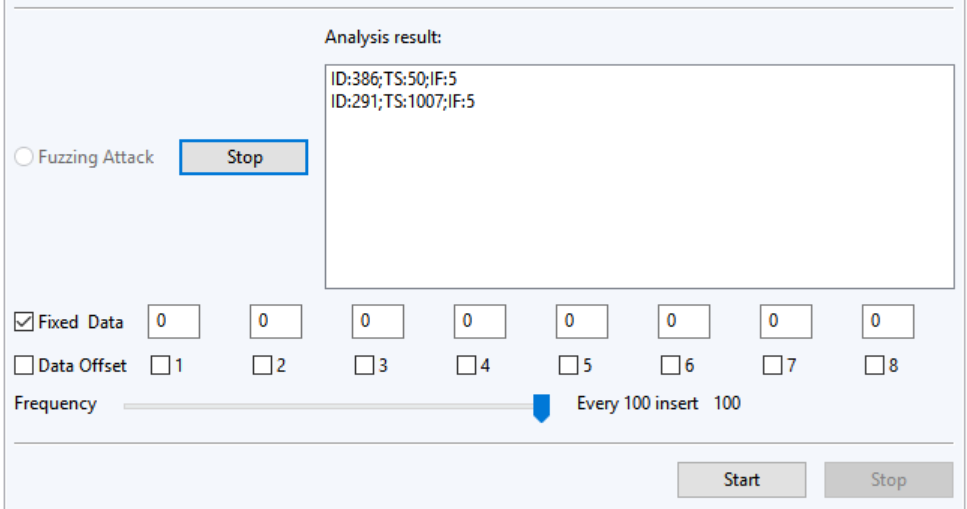 Analysis result:
ID:386;TS:50;IF:5
ID:291;TS:1007;IF:5
Fuzzing Attack Stop
Fixed Data 0 0 0 0 0 0 0 0
Data Offset 1 2 3 4 5 6 7 8
Frequency Every 100 insert 100
Start Stop